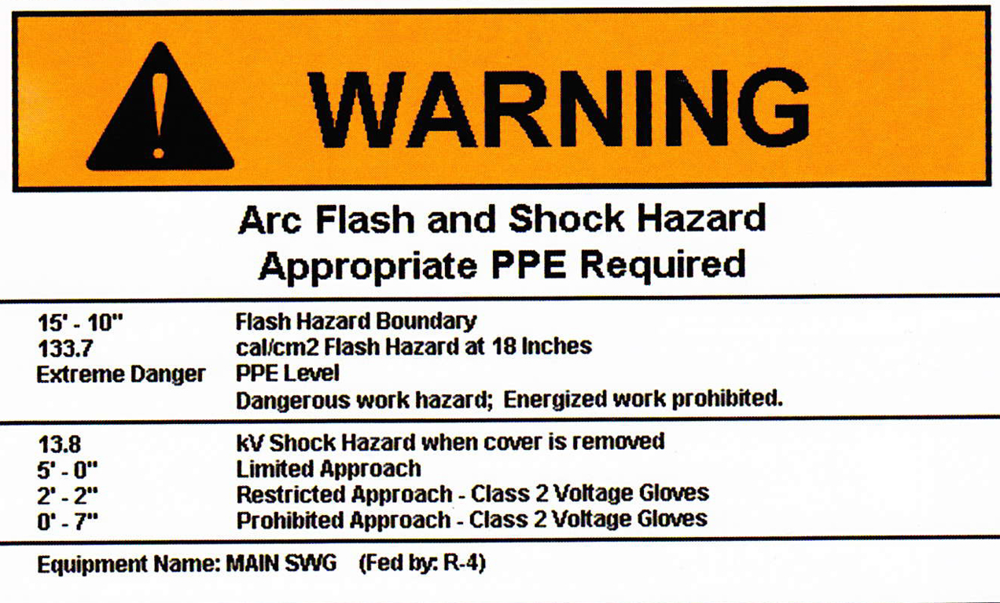 WARNING
Arc Flash and Shock Hazard
Appropriate PPE Required
15' - 10" Flash Hazard Boundary
133.7 cal/cm2 Flash Hazard at 18 Inches
Extreme Danger PPE Level
Dangerous work hazard; Energized work prohibited.
13.8 kV Shock Hazard when cover is removed
5' - 0" Limited Approach
2' - 2" Restricted Approach - Class 2 Voltage Gloves
0' - 7" Prohibited Approach - Class 2 Voltage Gloves
Equipment Name: MAIN SWG (Fed by: R-4)